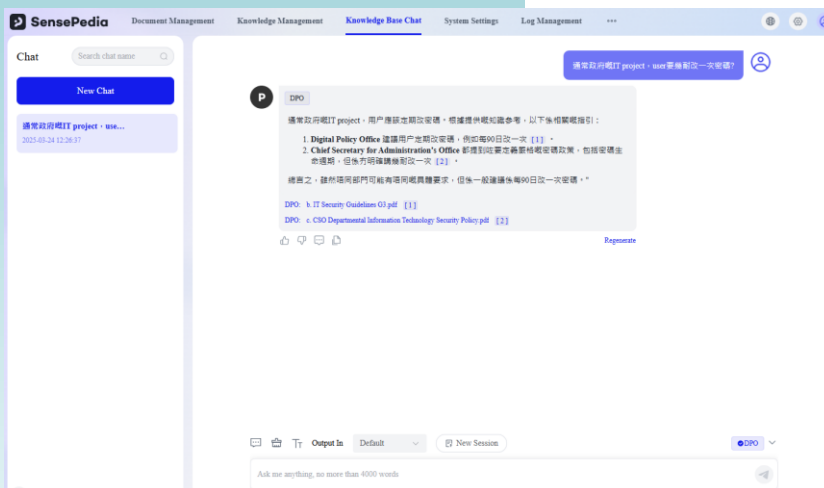 SensePedia
Document Management
Knowledge Management
Knowledge Base Chat
System Settings
Log Management
...
Chat
Search chat name
New Chat
通常政府嘅IT project，use...
2025-03-24 12:26:37
通常政府嘅IT project，user要幾耐改一次密碼?
P
DPO
通常政府嘅IT project，用戶應該定期改密碼。根據提供嘅知識參考，以下係相關嘅指引：
1. Digital Policy Office 建議用戶定期改密碼，例如每90日改一次 [1] 。
2. Chief Secretary for Administration's Office 都提到咗要定義嚴格嘅密碼政策，包括密碼生
命週期，但係冇明確講幾耐改一次 [2] 。
總言之，雖然唔同部門可能有唔同嘅具體要求，但係一般建議係每90日改一次密碼。"
DPO: b. IT Security Guidelines G3.pdf [1]
DPO: c. CSO Departmental Information Technology Security Policy.pdf [2]
Regenerate
Output In
Default
New Session
DPO
Ask me anything, no more than 4000 words